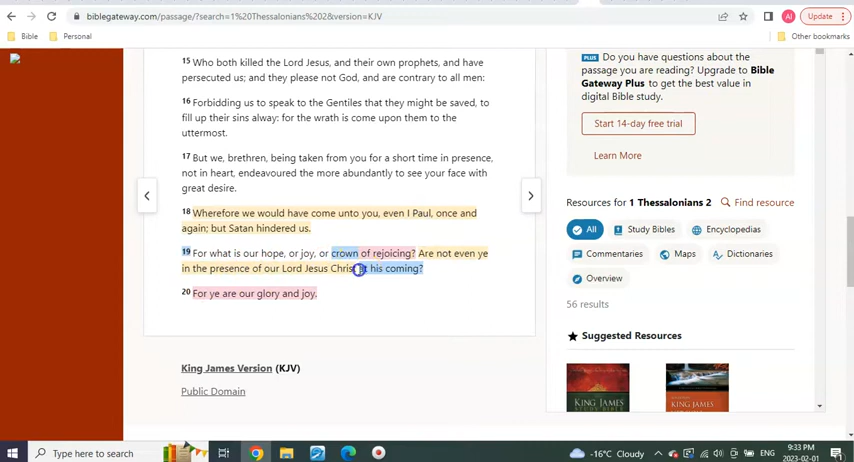 biblegateway.com/passage/?search=1%20Thessalonians%202&version=KJV
AI
Update
Bible
Personal
Other bookmarks
15 Who both killed the Lord Jesus, and their own prophets, and have
persecuted us; and they please not God, and are contrary to all men:
16 Forbidding us to speak to the Gentiles that they might be saved, to
fill up their sins alway: for the wrath is come upon them to the
uttermost.
17 But we, brethren, being taken from you for a short time in presence,
not in heart, endeavoured the more abundantly to see your face with
great desire.
18 Wherefore we would have come unto you, even I Paul, once and
again; but Satan hindered us.
19 For what is our hope, or joy, or crown of rejoicing? Are not even ye
in the presence of our Lord Jesus Christ at his coming?
20 For ye are our glory and joy.
King James Version (KJV)
Public Domain
PLUS Do you have questions about the
passage you are reading? Upgrade to Bible
Gateway Plus to get the best value in
digital Bible study.
Start 14-day free trial
Learn More
Resources for 1 Thessalonians 2
Find resource
All
Study Bibles
Encyclopedias
Commentaries
Maps
Dictionaries
Overview
56 results
Suggested Resources
KING JAMES
STUDY BIBLE
KING JAMES
Type here to search
-16°C Cloudy
ENG
9:33 PM
2023-02-01